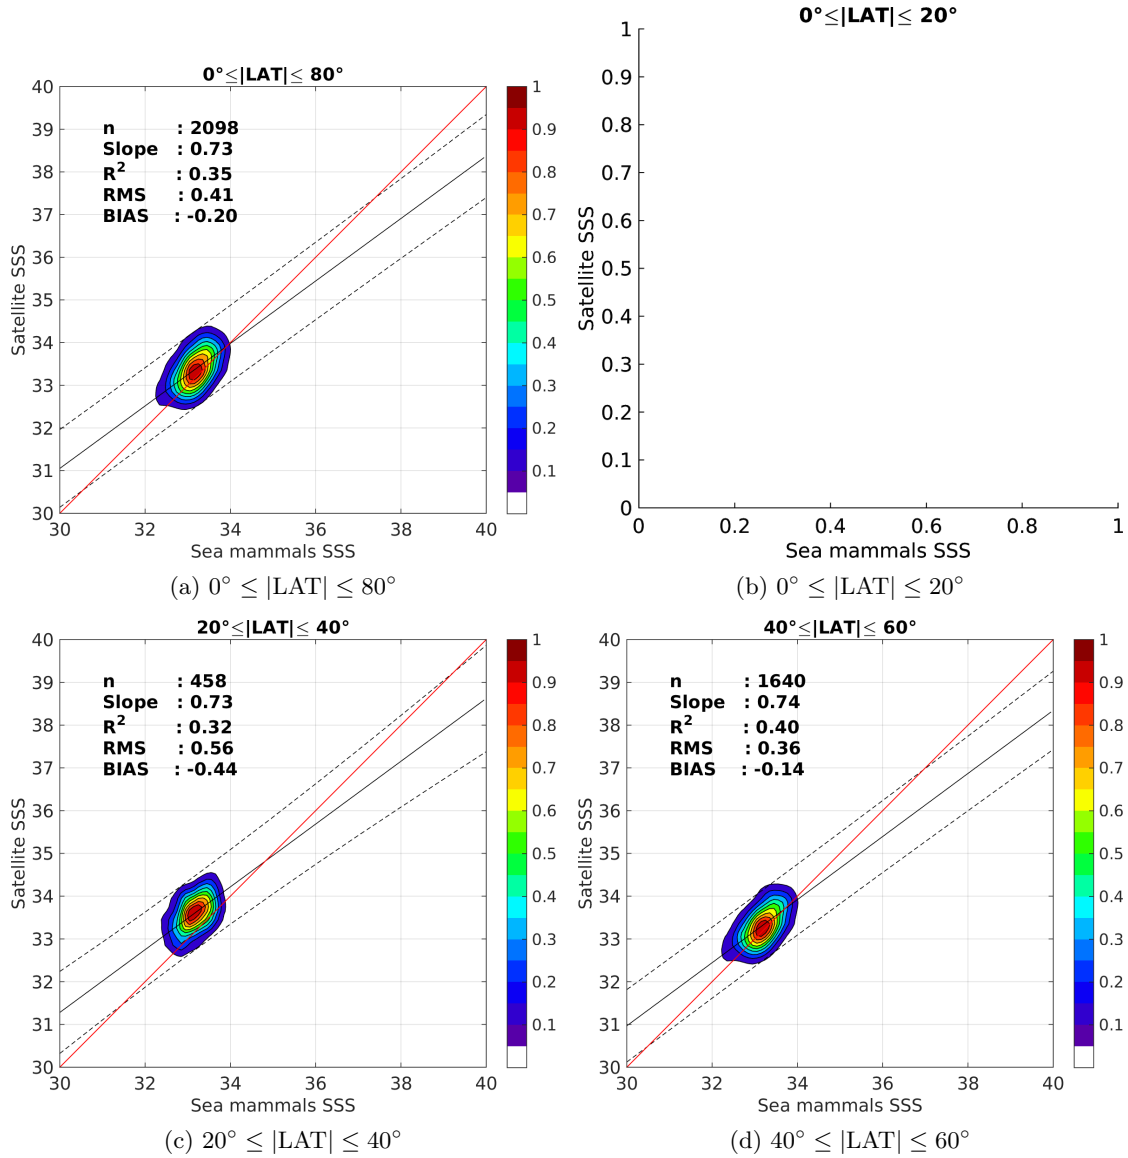 0°≤|LAT|≤ 80°
n : 2098
Slope : 0.73
R² : 0.35
RMS : 0.41
BIAS : -0.20
40
39
38
37
36
35
34
33
32
31
30
Satellite SSS
30 32 34 36 38 40
Sea mammals SSS
1
0.9
0.8
0.7
0.6
0.5
0.4
0.3
0.2
0.1
(a) 0° ≤ |LAT| ≤ 80°
0°≤|LAT|≤ 20°
1
0.9
0.8
0.7
0.6
0.5
0.4
0.3
0.2
0.1
0
Satellite SSS
0 0.2 0.4 0.6 0.8 1
Sea mammals SSS
(b) 0° ≤ |LAT| ≤ 20°
20°≤|LAT|≤ 40°
n : 458
Slope : 0.73
R² : 0.32
RMS : 0.56
BIAS : -0.44
40
39
38
37
36
35
34
33
32
31
30
Satellite SSS
30 32 34 36 38 40
Sea mammals SSS
1
0.9
0.8
0.7
0.6
0.5
0.4
0.3
0.2
0.1
(c) 20° ≤ |LAT| ≤ 40°
40°≤|LAT|≤ 60°
n : 1640
Slope : 0.74
R² : 0.40
RMS : 0.36
BIAS : -0.14
40
39
38
37
36
35
34
33
32
31
30
Satellite SSS
30 32 34 36 38 40
Sea mammals SSS
1
0.9
0.8
0.7
0.6
0.5
0.4
0.3
0.2
0.1
(d) 40° ≤ |LAT| ≤ 60°